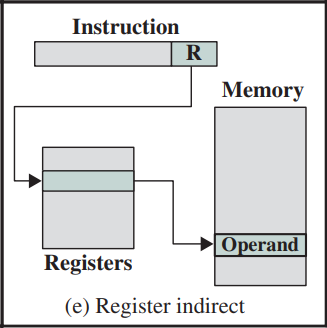 Instruction
R
Memory
Operand
Registers
(e) Register indirect